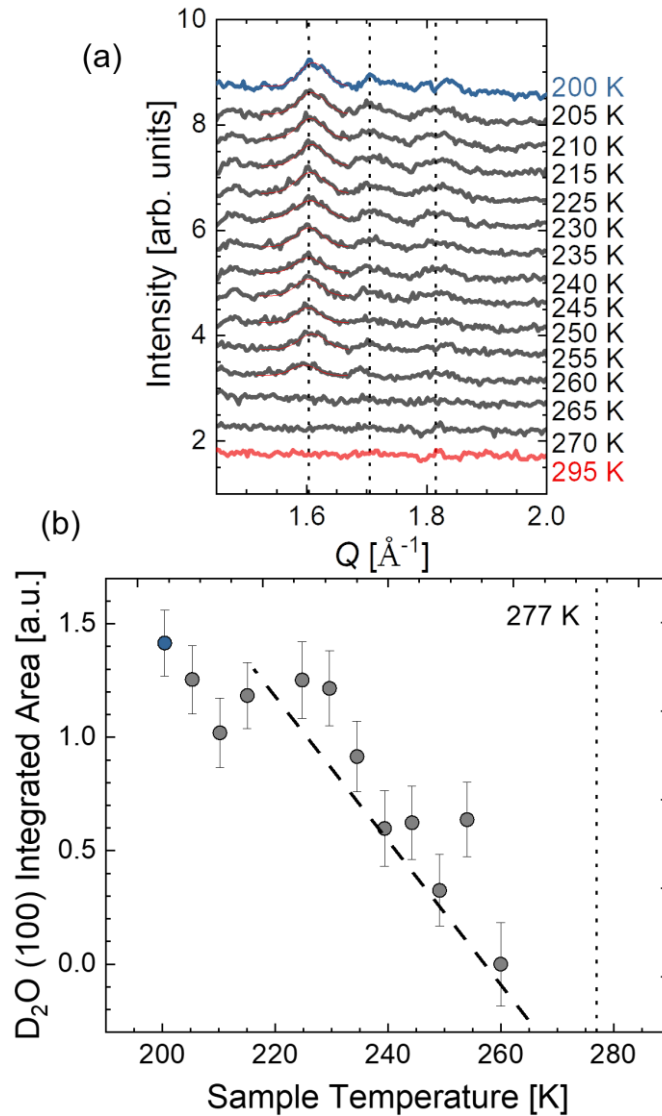 (a)
10
8
6
4
2
Intensity [arb. units]
200 K
205 K
210 K
215 K
225 K
230 K
235 K
240 K
245 K
250 K
255 K
260 K
265 K
270 K
295 K
1.6
1.8
2.0
Q [Å⁻¹]
(b)
277 K
1.5
1.0
0.5
0.0
D₂O (100) Integrated Area [a.u.]
200
220
240
260
280
Sample Temperature [K]